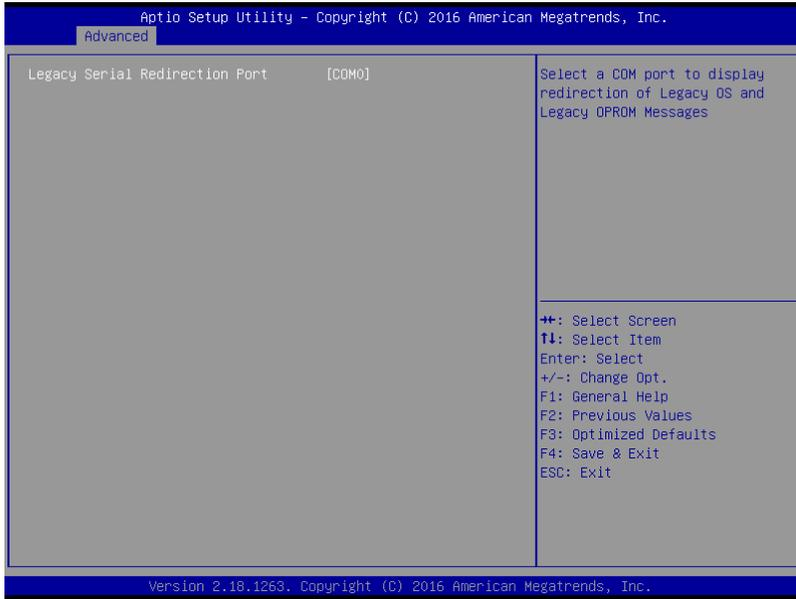 Aptio Setup Utility – Copyright (C) 2016 American Megatrends, Inc.
Advanced
Legacy Serial Redirection Port [COM0]
Select a COM port to display
redirection of Legacy OS and
Legacy OPROM Messages
→←: Select Screen
↑↓: Select Item
Enter: Select
+/-: Change Opt.
F1: General Help
F2: Previous Values
F3: Optimized Defaults
F4: Save & Exit
ESC: Exit
Version 2.18.1263. Copyright (C) 2016 American Megatrends, Inc.